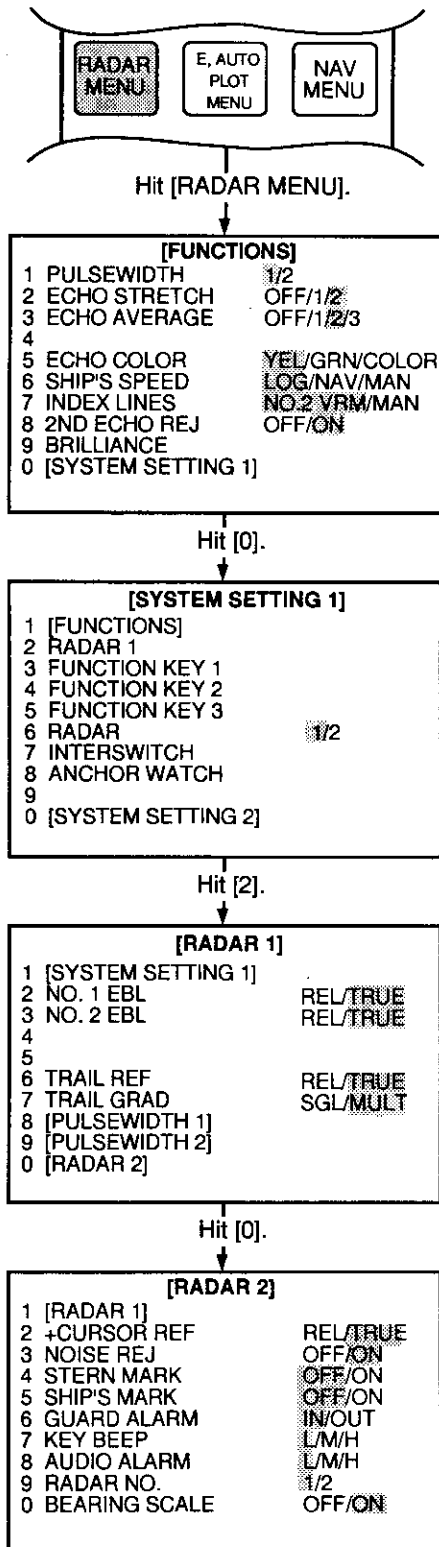 RADAR MENU
E, AUTO PLOT MENU
NAV MENU
Hit [RADAR MENU].
[FUNCTIONS]
1 PULSEWIDTH 1/2
2 ECHO STRETCH OFF/1/2
3 ECHO AVERAGE OFF/1/2/3
4
5 ECHO COLOR YEL/GRN/COLOR
6 SHIP'S SPEED LOG/NAV/MAN
7 INDEX LINES NO.2 VRM/MAN
8 2ND ECHO REJ OFF/ON
9 BRILLIANCE
0 [SYSTEM SETTING 1]
Hit [0].
[SYSTEM SETTING 1]
1 [FUNCTIONS]
2 RADAR 1
3 FUNCTION KEY 1
4 FUNCTION KEY 2
5 FUNCTION KEY 3
6 RADAR 1/2
7 INTERSWITCH
8 ANCHOR WATCH
9
0 [SYSTEM SETTING 2]
Hit [2].
[RADAR 1]
1 [SYSTEM SETTING 1]
2 NO. 1 EBL REL/TRUE
3 NO. 2 EBL REL/TRUE
4
5
6 TRAIL REF REL/TRUE
7 TRAIL GRAD SGL/MULT
8 [PULSEWIDTH 1]
9 [PULSEWIDTH 2]
0 [RADAR 2]
Hit [0].
[RADAR 2]
1 [RADAR 1]
2 +CURSOR REF REL/TRUE
3 NOISE REJ OFF/ON
4 STERN MARK OFF/ON
5 SHIP'S MARK OFF/ON
6 GUARD ALARM IN/OUT
7 KEY BEEP L/M/H
8 AUDIO ALARM L/M/H
9 RADAR NO. 1/2
0 BEARING SCALE OFF/ON